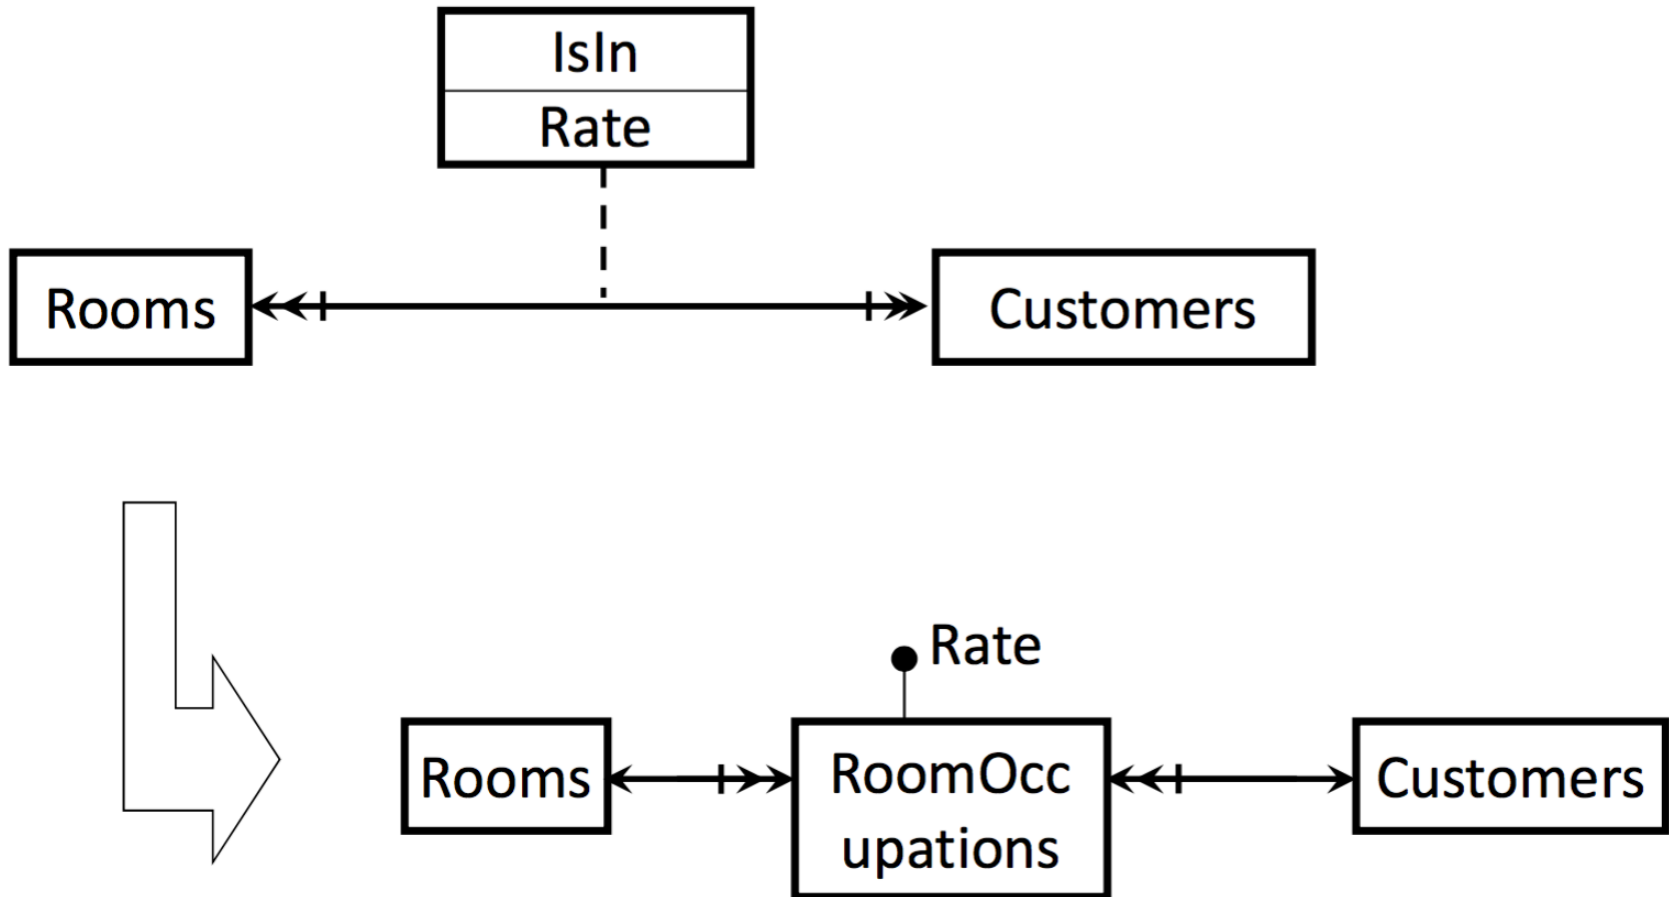 IsIn
Rate
Rooms
Customers
Rate
Rooms
RoomOcc
upations
Customers